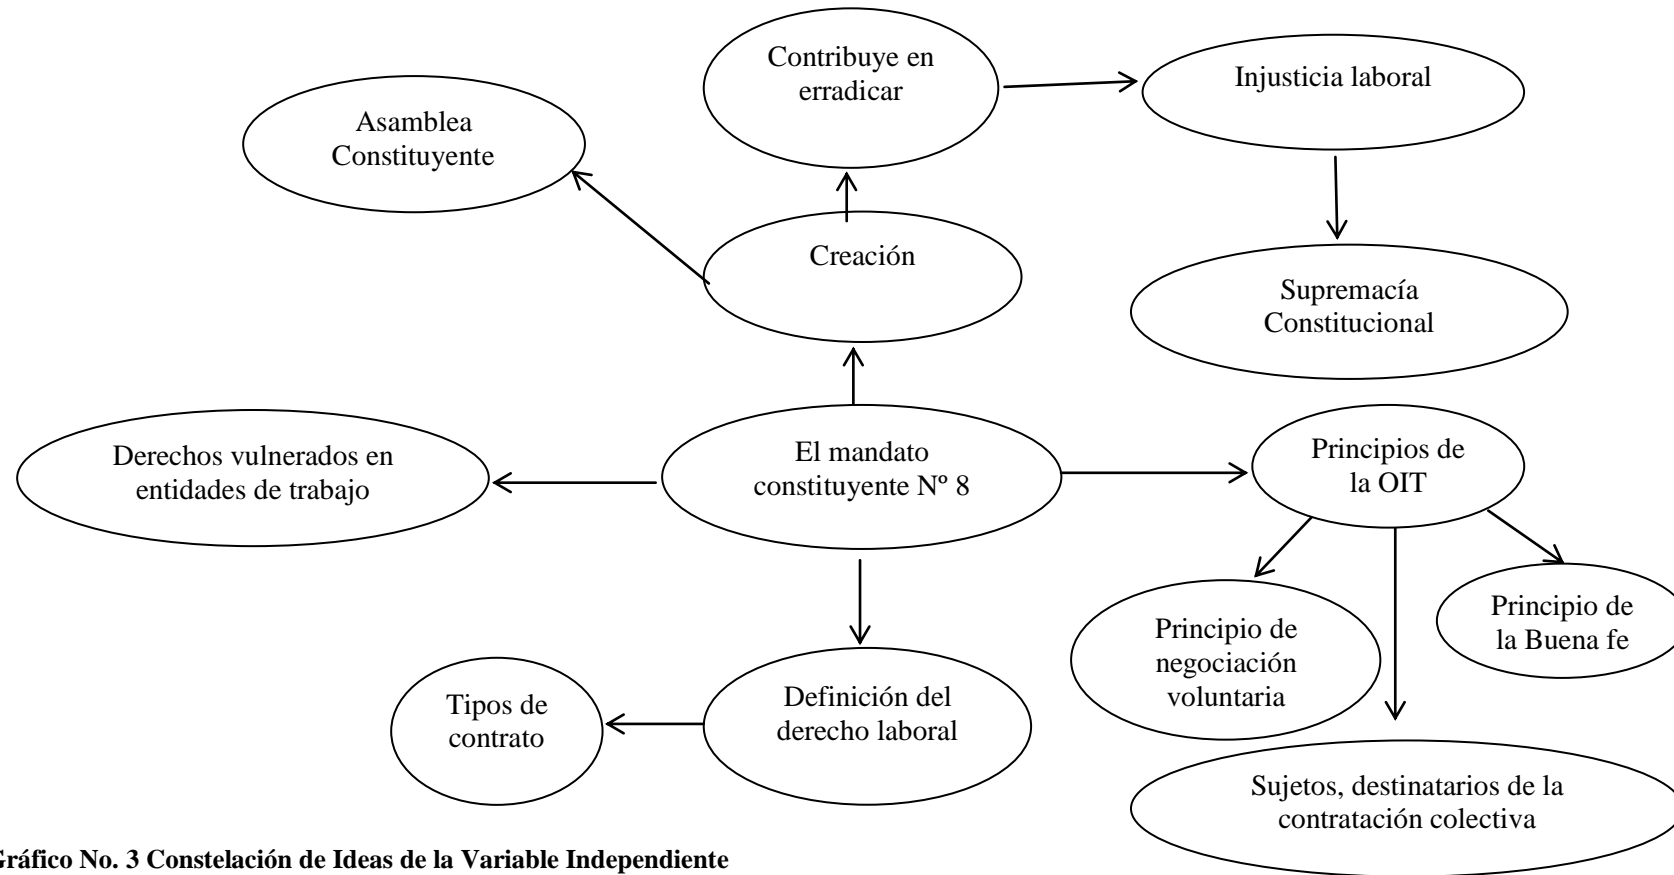 Contribuye en
erradicar
Injusticia laboral
Asamblea
Constituyente
Creación
Supremacía
Constitucional
Derechos vulnerados en
entidades de trabajo
El mandato
constituyente Nº 8
Principios de
la OIT
Principio de
negociación
voluntaria
Principio de
la Buena fe
Tipos de
contrato
Definición del
derecho laboral
Sujetos, destinatarios de la
contratación colectiva
Gráfico No. 3 Constelación de Ideas de la Variable Independiente